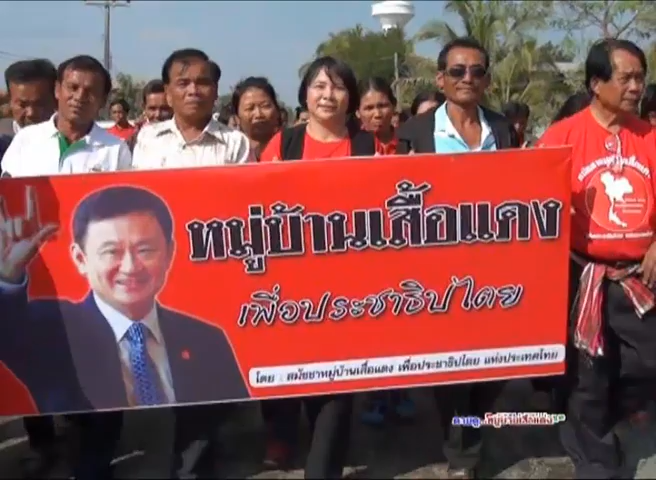 หมู่บ้านเสื้อแดง
เพื่อประชาธิปไตย
โดย : สมัชชาหมู่บ้านเสื้อแดง เพื่อประชาธิปไตย แห่งประเทศไทย